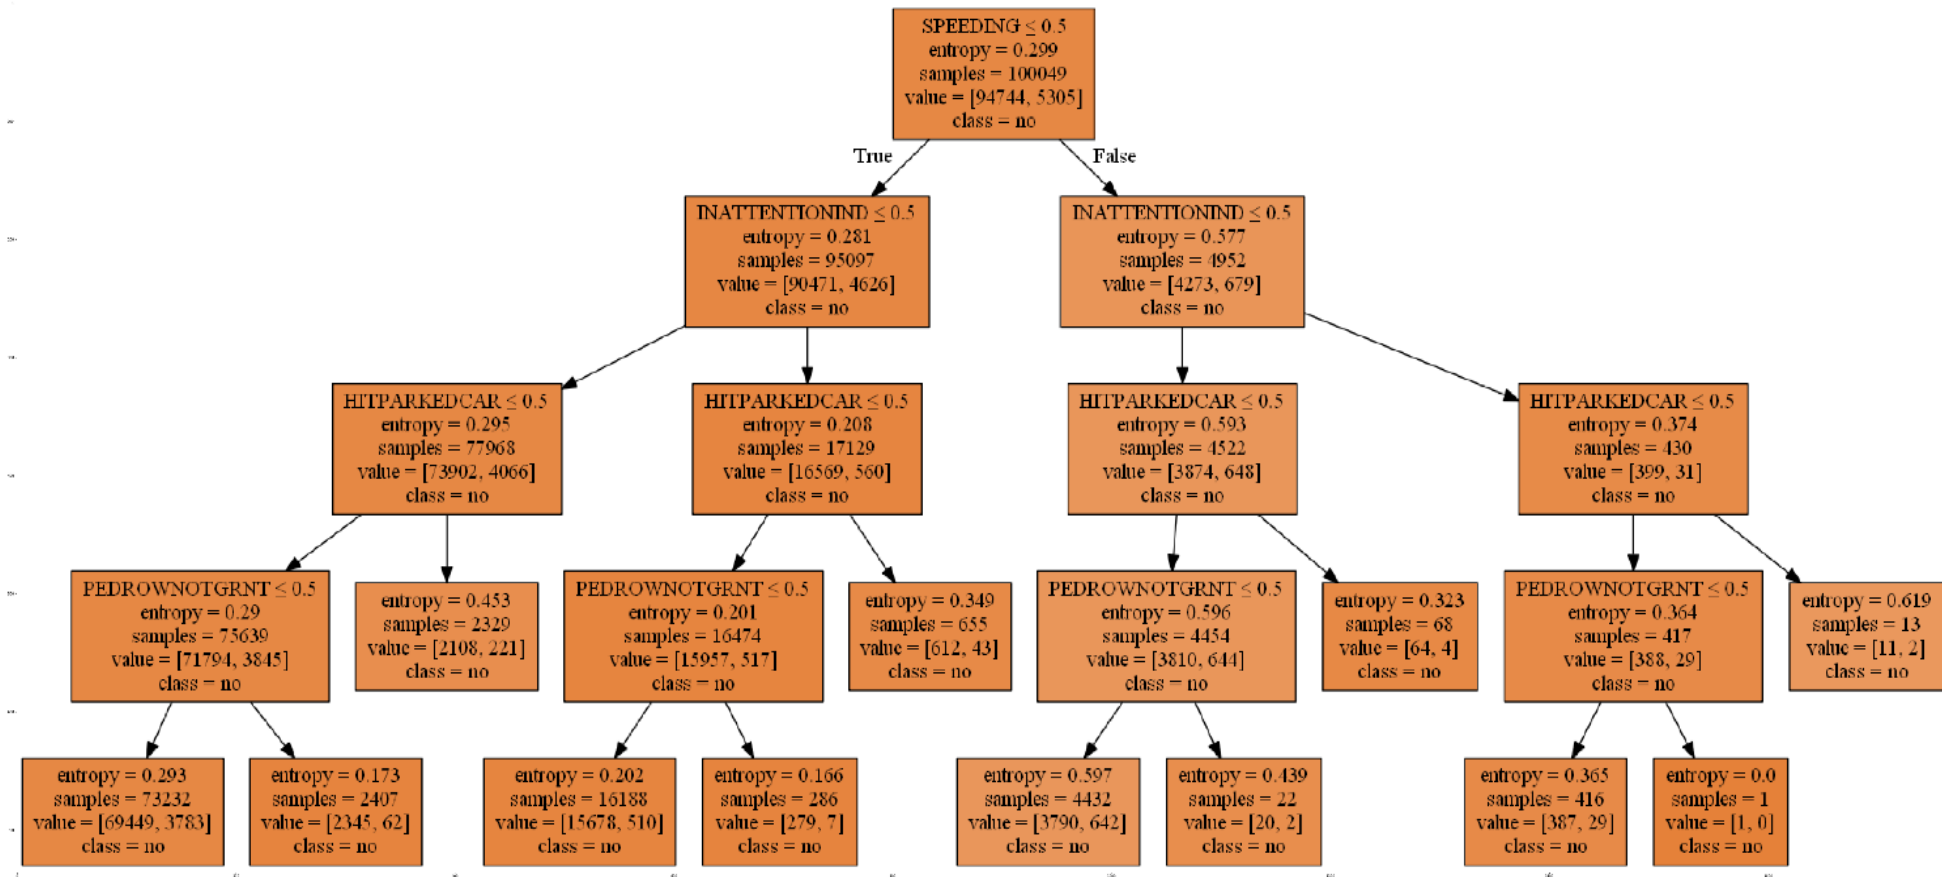 SPEEDING ≤ 0.5
entropy = 0.299
samples = 100049
value = [94744, 5305]
class = no
True
False
INATTENTIONIND ≤ 0.5
entropy = 0.281
samples = 95097
value = [90471, 4626]
class = no
INATTENTIONIND ≤ 0.5
entropy = 0.577
samples = 4952
value = [4273, 679]
class = no
HITPARKEDCAR ≤ 0.5
entropy = 0.295
samples = 77968
value = [73902, 4066]
class = no
HITPARKEDCAR ≤ 0.5
entropy = 0.208
samples = 17129
value = [16569, 560]
class = no
HITPARKEDCAR ≤ 0.5
entropy = 0.593
samples = 4522
value = [3874, 648]
class = no
HITPARKEDCAR ≤ 0.5
entropy = 0.374
samples = 430
value = [399, 31]
class = no
PEDROWNOTGRNT ≤ 0.5
entropy = 0.29
samples = 75639
value = [71794, 3845]
class = no
entropy = 0.453
samples = 2329
value = [2108, 221]
class = no
PEDROWNOTGRNT ≤ 0.5
entropy = 0.201
samples = 16474
value = [15957, 517]
class = no
entropy = 0.349
samples = 655
value = [612, 43]
class = no
PEDROWNOTGRNT ≤ 0.5
entropy = 0.596
samples = 4454
value = [3810, 644]
class = no
entropy = 0.323
samples = 68
value = [64, 4]
class = no
PEDROWNOTGRNT ≤ 0.5
entropy = 0.364
samples = 417
value = [388, 29]
class = no
entropy = 0.619
samples = 13
value = [11, 2]
class = no
entropy = 0.293
samples = 73232
value = [69449, 3783]
class = no
entropy = 0.173
samples = 2407
value = [2345, 62]
class = no
entropy = 0.202
samples = 16188
value = [15678, 510]
class = no
entropy = 0.166
samples = 286
value = [279, 7]
class = no
entropy = 0.597
samples = 4432
value = [3790, 642]
class = no
entropy = 0.439
samples = 22
value = [20, 2]
class = no
entropy = 0.365
samples = 416
value = [387, 29]
class = no
entropy = 0.0
samples = 1
value = [1, 0]
class = no